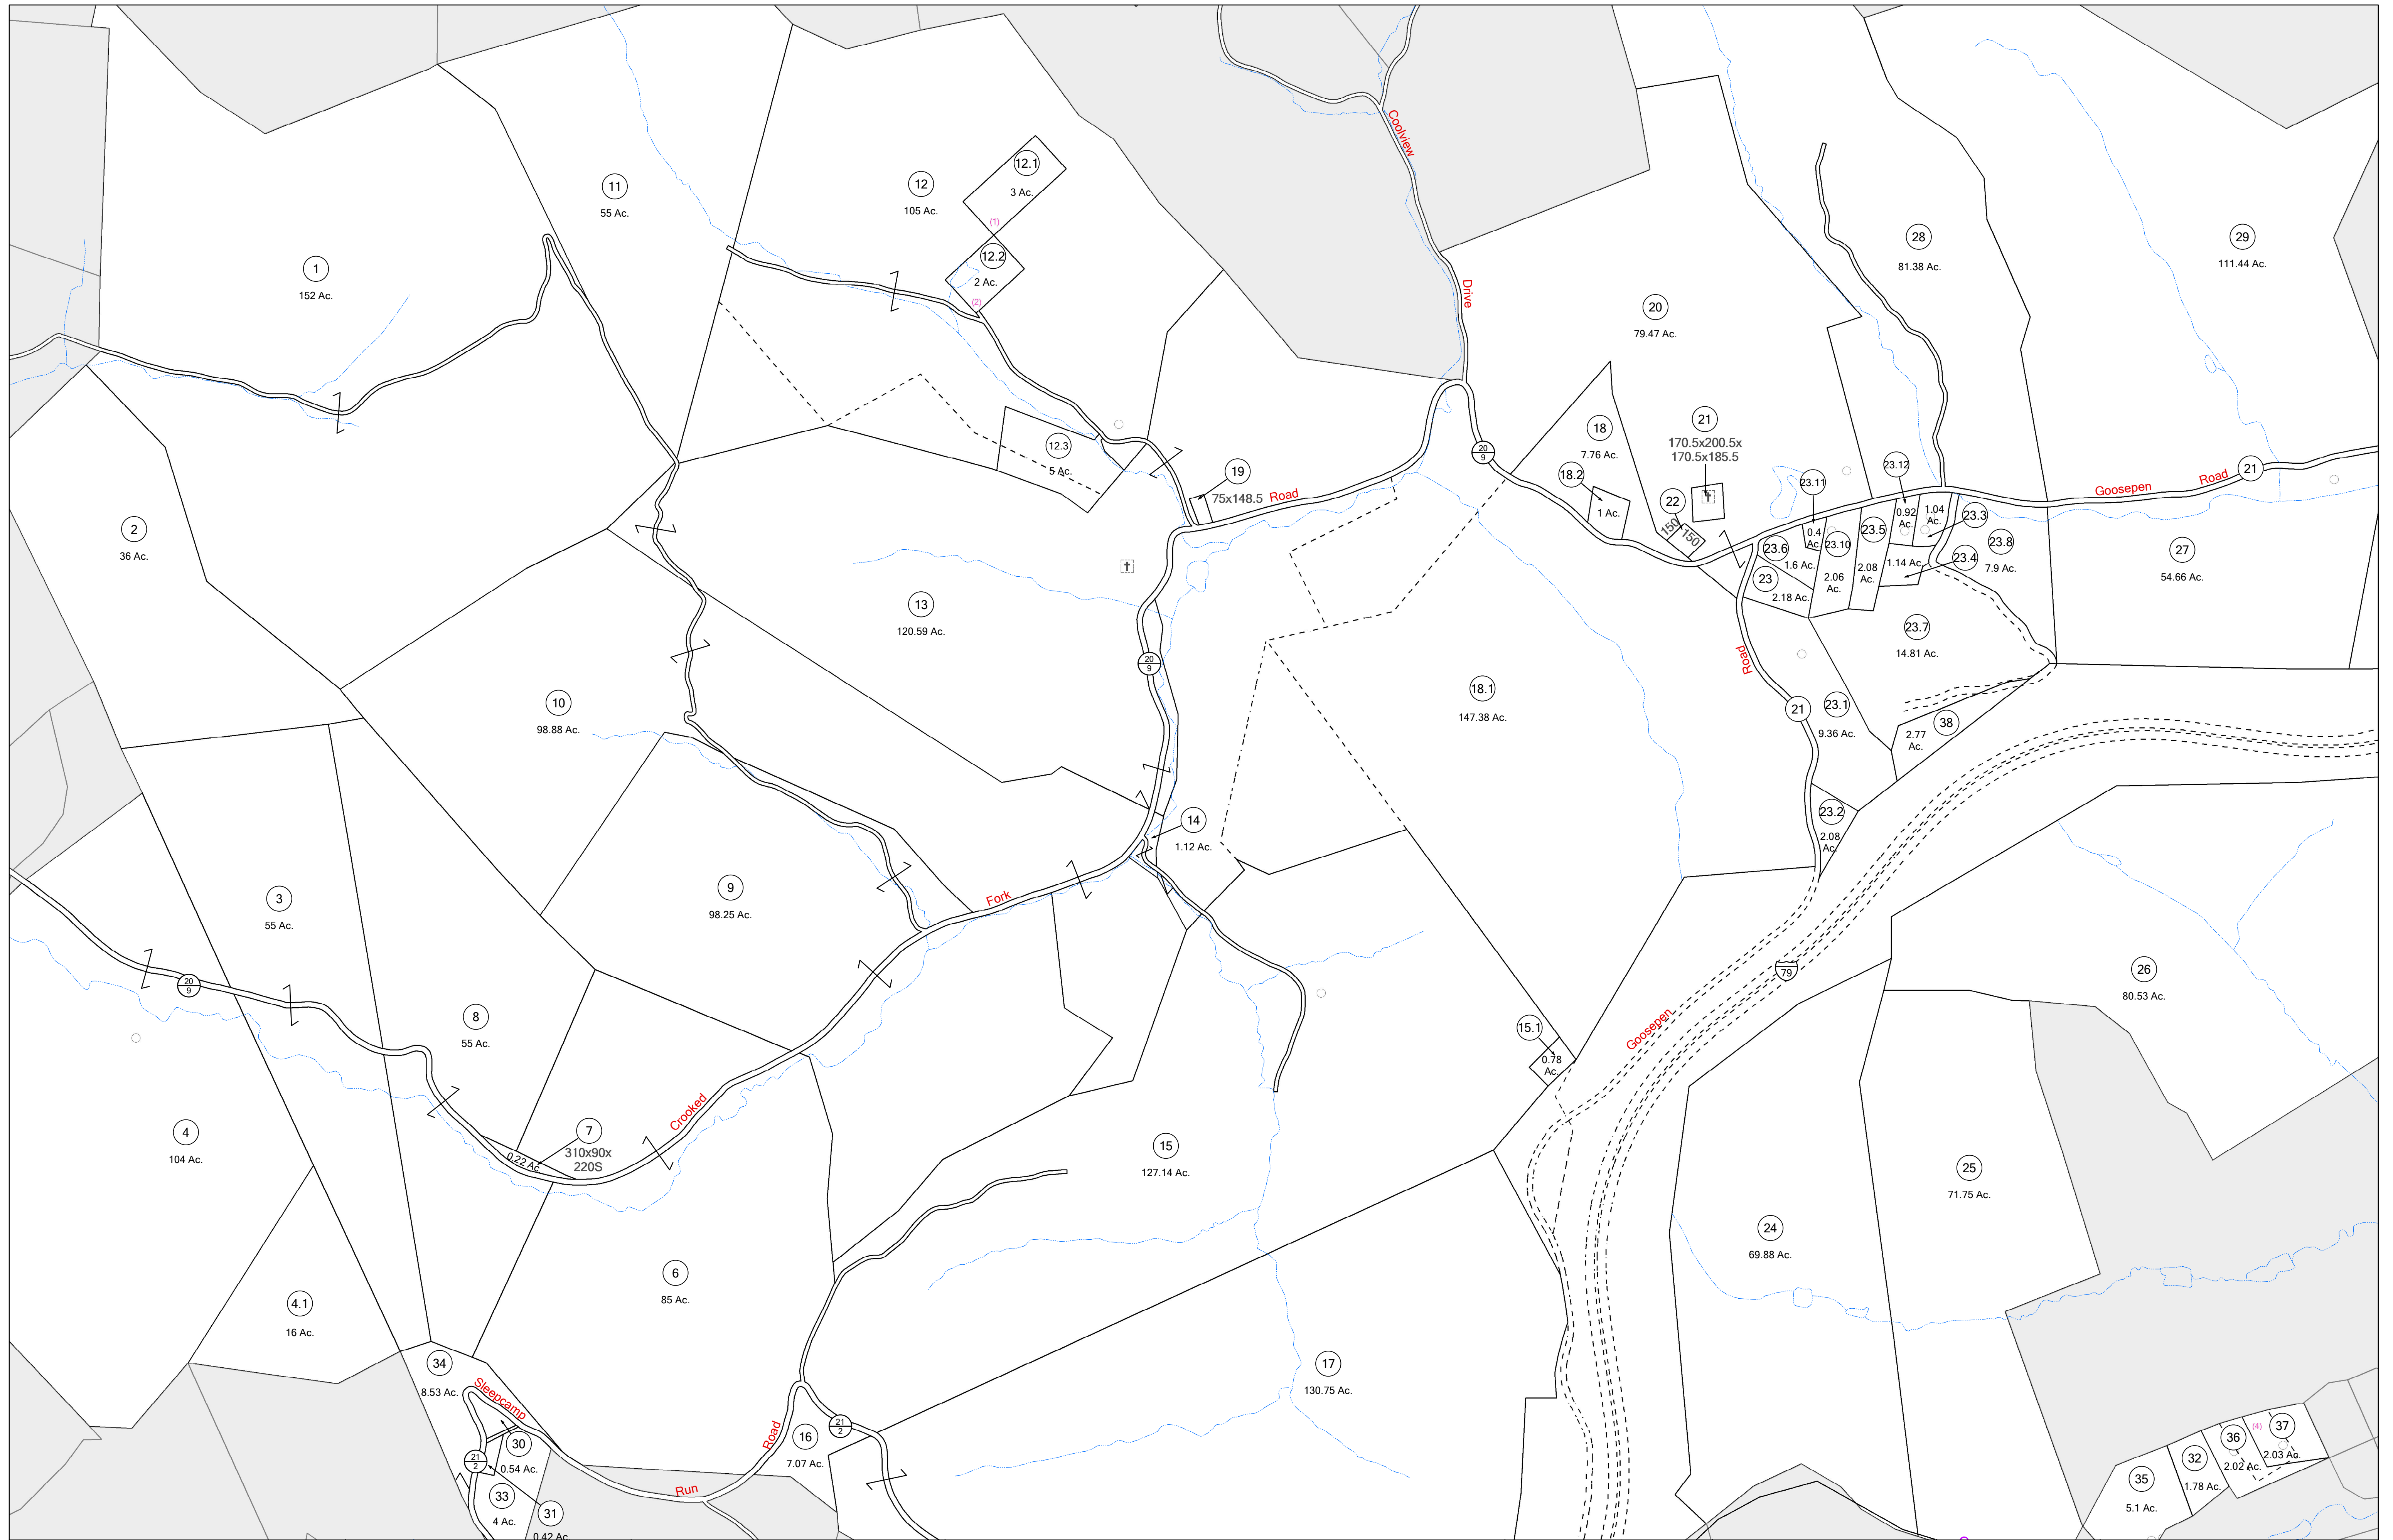 Coolview
Drive
12.1
3 Ac.
12
105 Ac.
11
55 Ac.
(1)
12.2
2 Ac.
(2)
1
152 Ac.
28
81.38 Ac.
29
111.44 Ac.
20
79.47 Ac.
18
7.76 Ac.
21
170.5x200.5x
170.5x185.5
20
9
12.3
5 Ac.
19
75x148.5
Road
18.2
1 Ac.
22
150
150
23.11
0.4
Ac.
23.12
0.92
Ac.
1.04
Ac.
23.3
Goosepen
Road
21
23.6
1.6 Ac.
23.10
2.06
Ac.
23.5
2.08
Ac.
1.14 Ac.
23.4
23.8
7.9 Ac.
23
2.18 Ac.
27
54.66 Ac.
2
36 Ac.
13
120.59 Ac.
20
9
23.7
14.81 Ac.
Road
21
23.1
9.36 Ac.
38
2.77
Ac.
18.1
147.38 Ac.
10
98.88 Ac.
23.2
2.08
Ac.
14
1.12 Ac.
9
98.25 Ac.
Fork
3
55 Ac.
20
9
79
26
80.53 Ac.
8
55 Ac.
15.1
0.78
Ac.
Goosepen
Crooked
7
310x90x
220S
0.22 Ac.
4
104 Ac.
15
127.14 Ac.
25
71.75 Ac.
24
69.88 Ac.
6
85 Ac.
4.1
16 Ac.
34
8.53 Ac.
Sleepcamp
17
130.75 Ac.
21
2
Road
16
7.07 Ac.
30
0.54 Ac.
21
2
Run
33
4 Ac.
31
0.42 Ac.
35
5.1 Ac.
32
1.78 Ac.
36
2.02 Ac.
(4)
37
2.03 Ac.